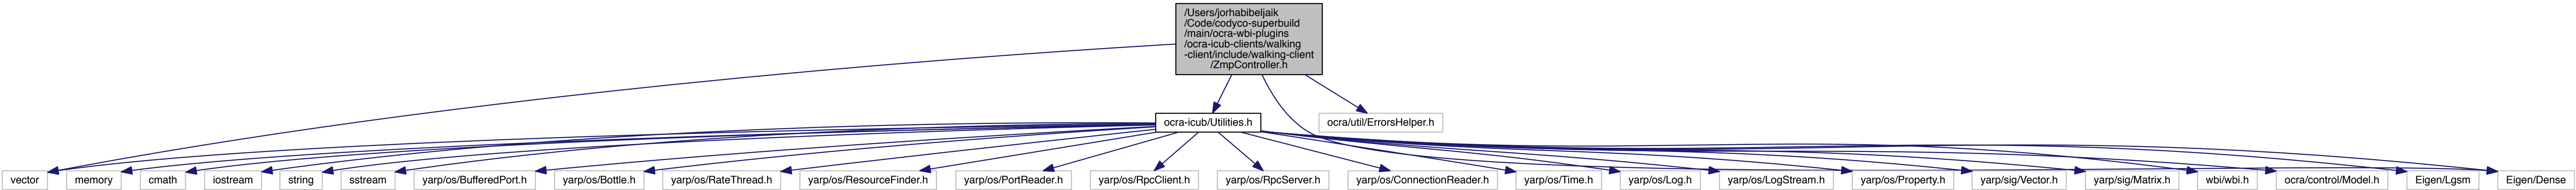 /Users/jorhabibeljaik
/Code/codyco-superbuild
/main/ocra-wbi-plugins
/ocra-icub-clients/walking
-client/include/walking-client
/ZmpController.h
ocra-icub/Utilities.h
ocra/util/ErrorsHelper.h
vector
memory
cmath
iostream
string
sstream
yarp/os/BufferedPort.h
yarp/os/Bottle.h
yarp/os/RateThread.h
yarp/os/ResourceFinder.h
yarp/os/PortReader.h
yarp/os/RpcClient.h
yarp/os/RpcServer.h
yarp/os/ConnectionReader.h
yarp/os/Time.h
yarp/os/Log.h
yarp/os/LogStream.h
yarp/os/Property.h
yarp/sig/Vector.h
yarp/sig/Matrix.h
wbi/wbi.h
ocra/control/Model.h
Eigen/Lgsm
Eigen/Dense